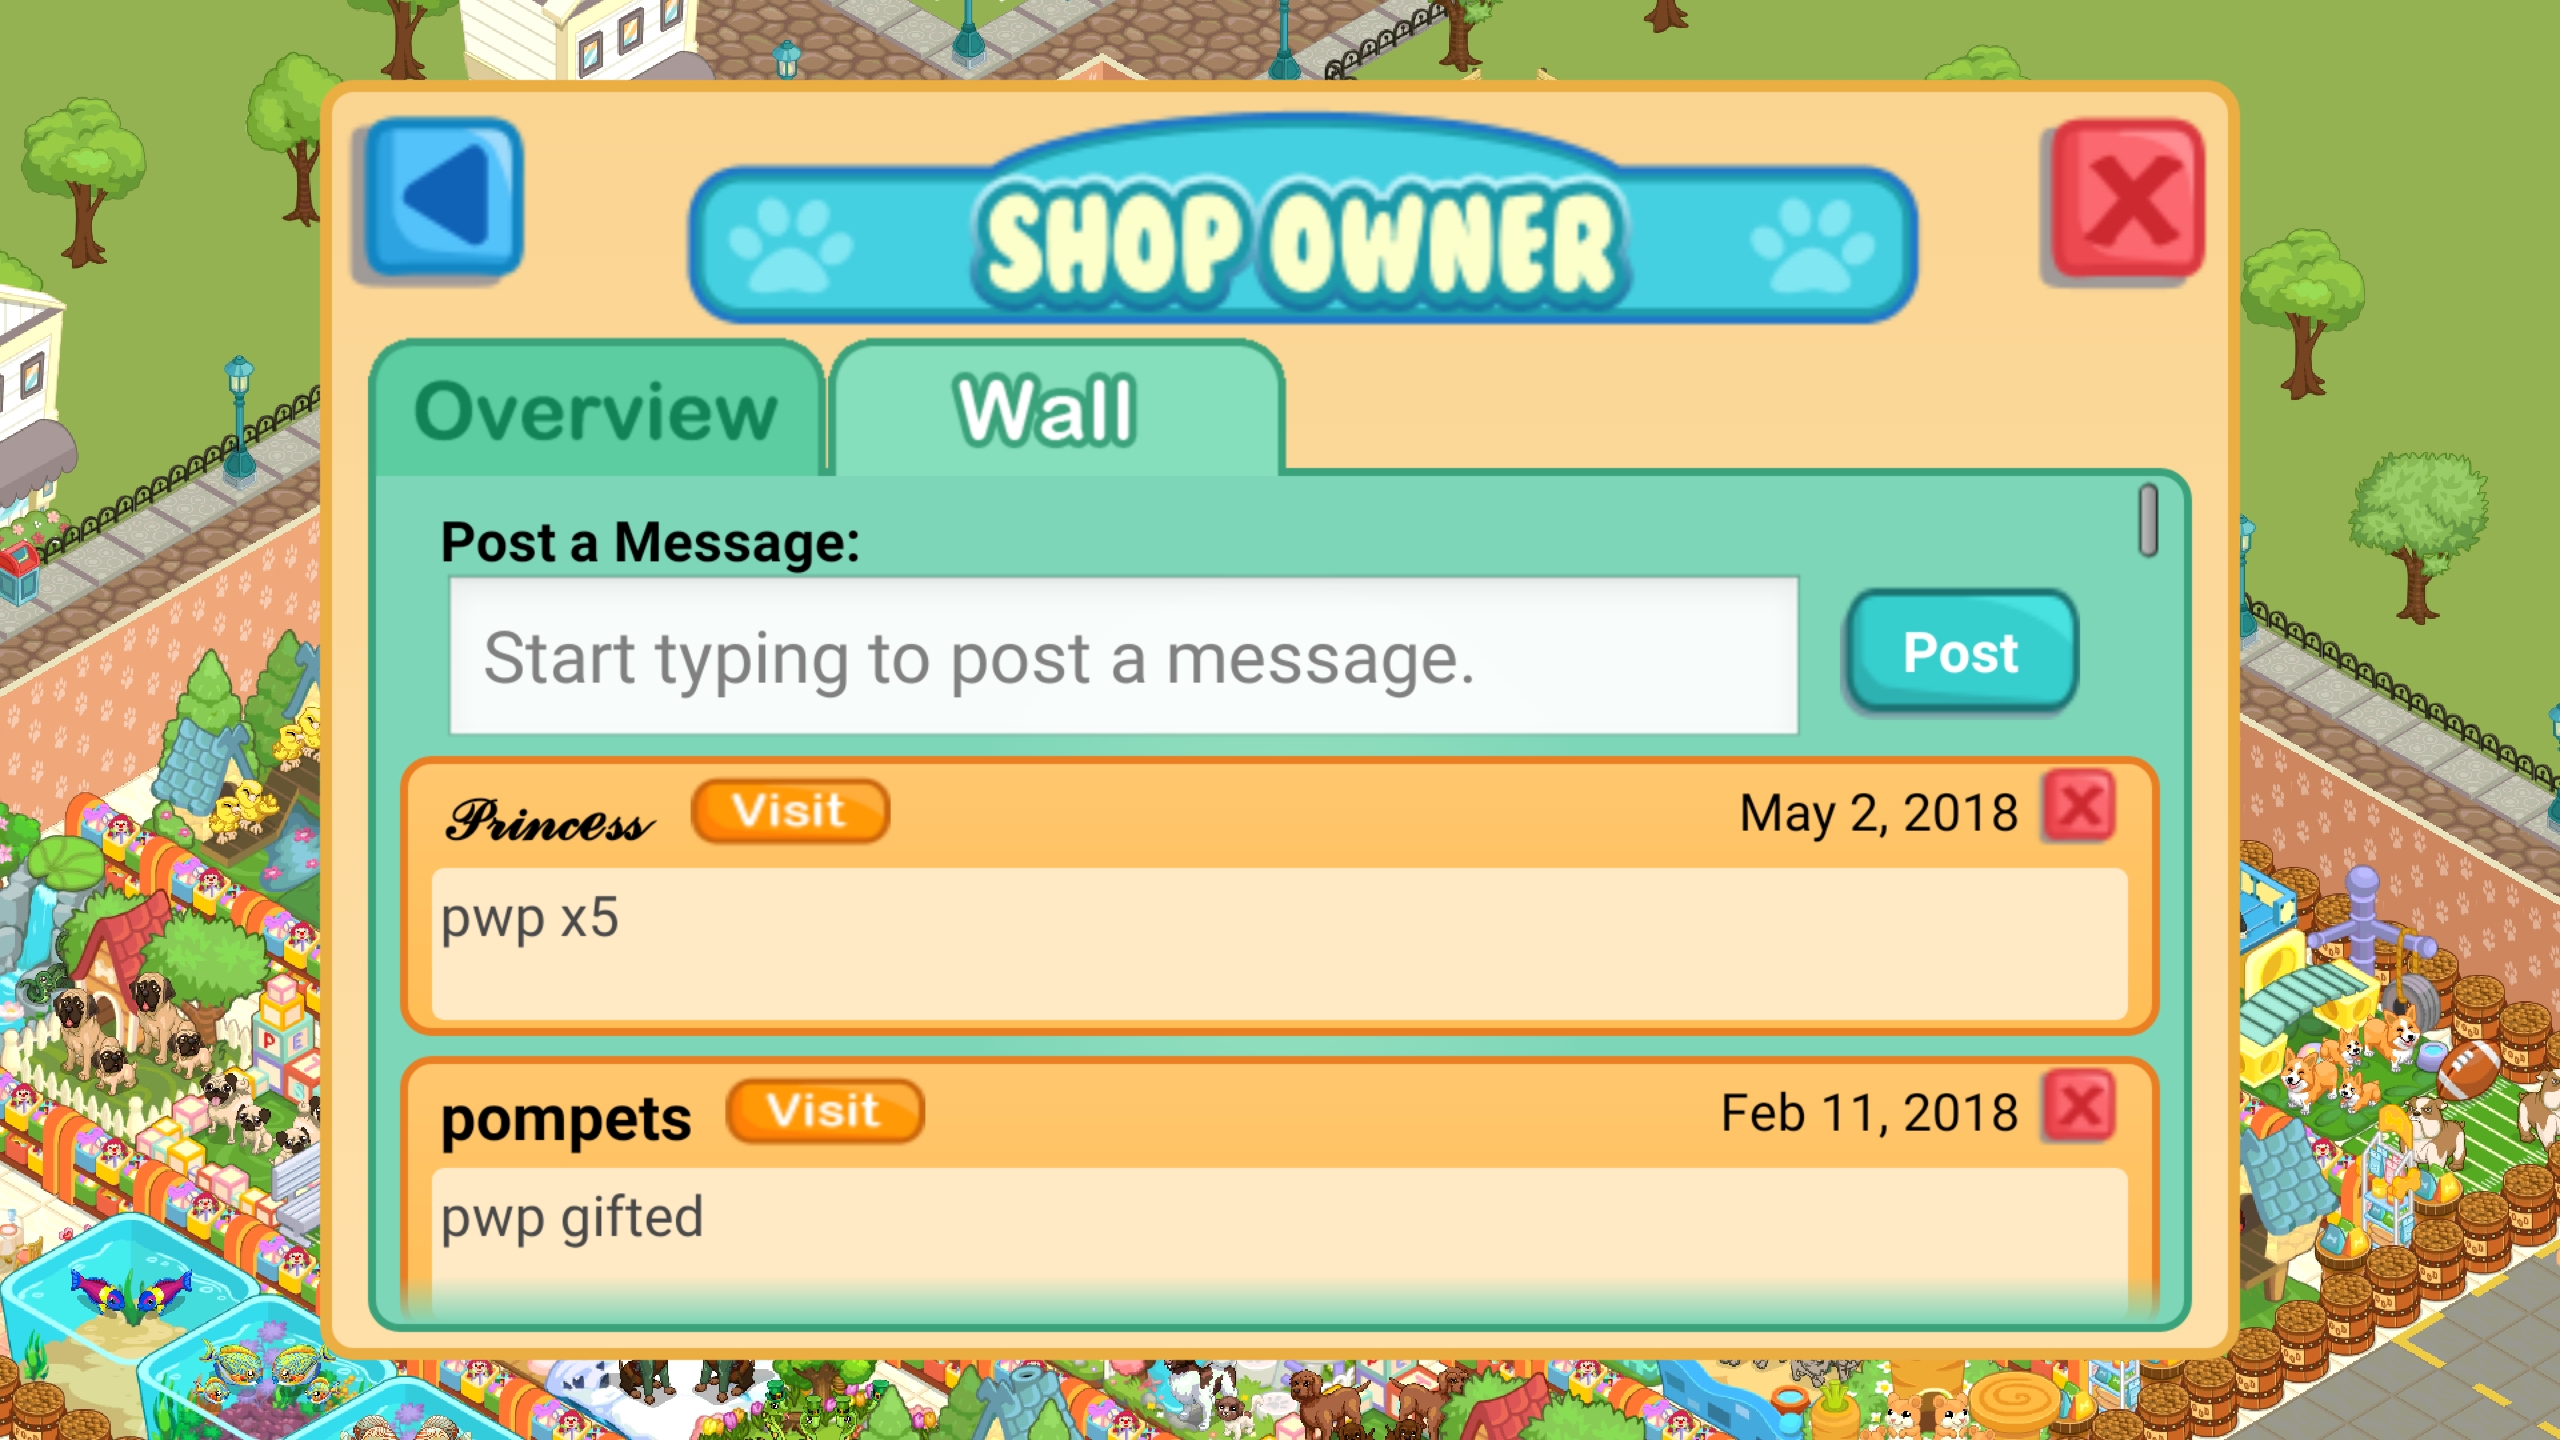 SHOP OWNER
Overview
Wall
Post a Message:
Start typing to post a message.
Post
𝓟𝓻𝓲𝓷𝓬𝓮𝓼𝓼 Visit May 2, 2018
pwp x5
pompets Visit Feb 11, 2018
pwp gifted
P E